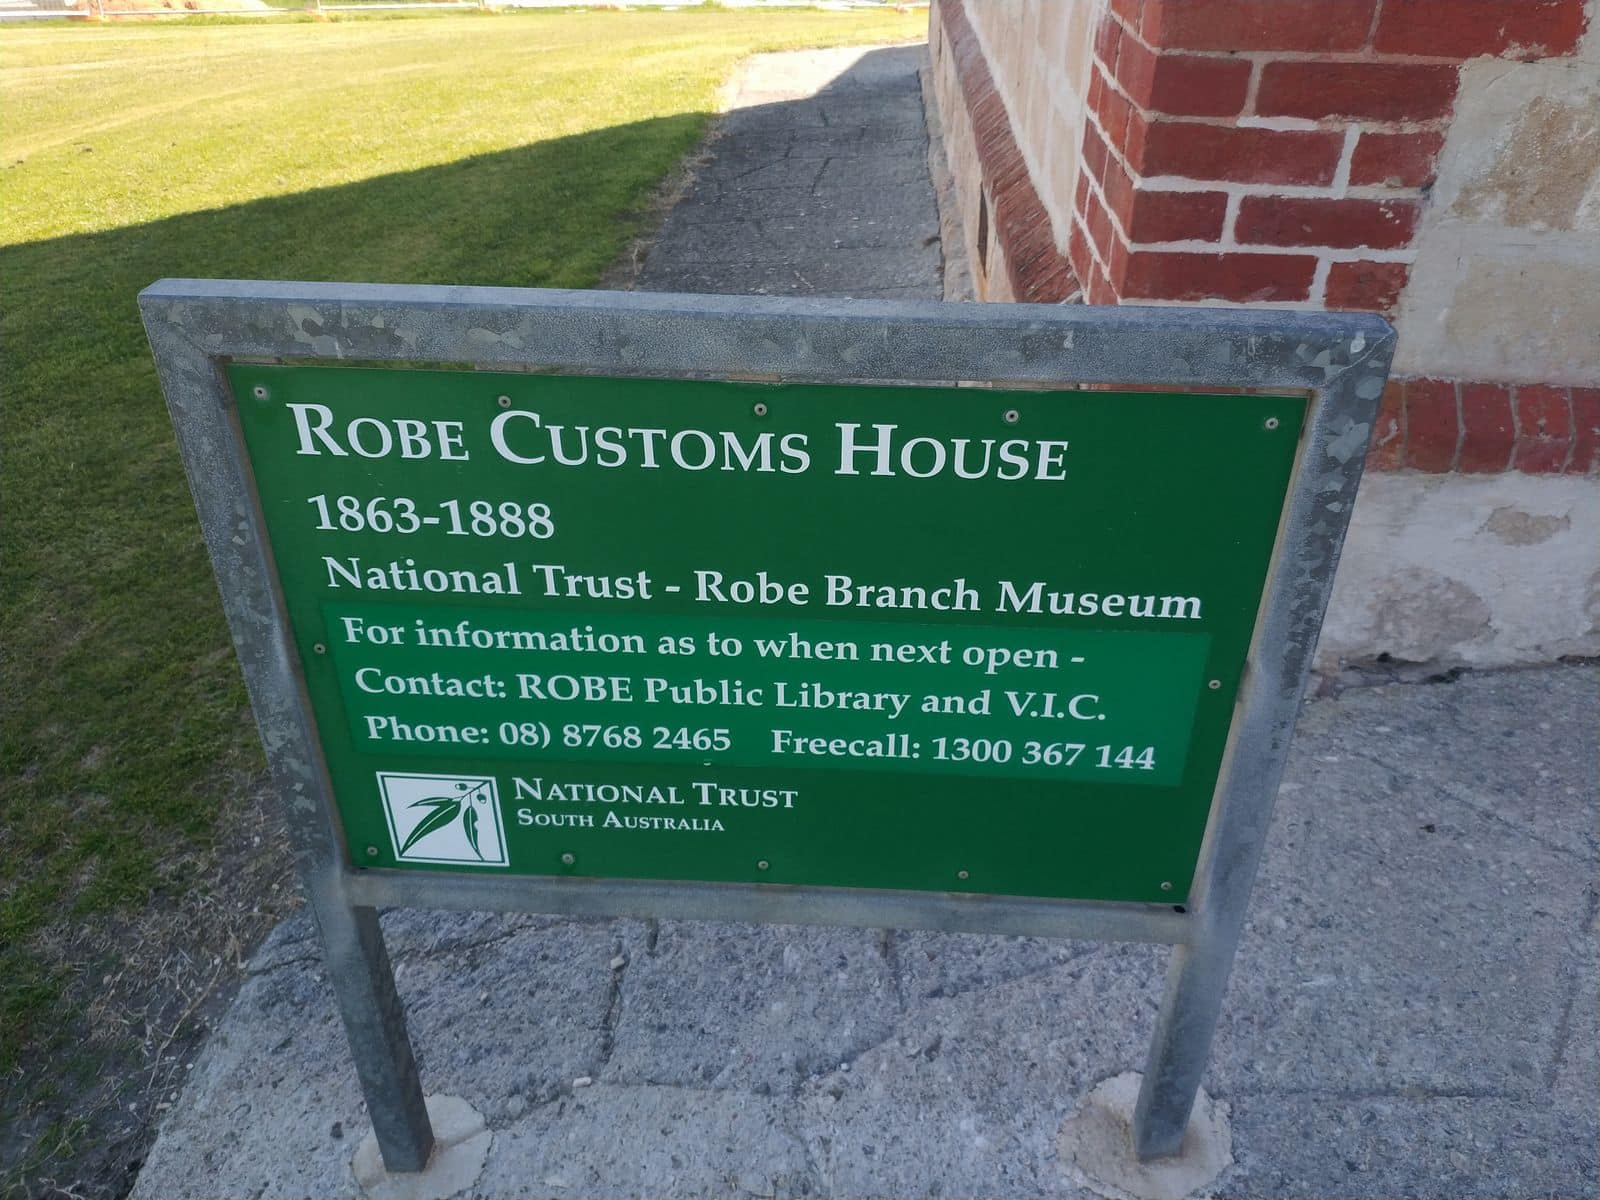 ROBE CUSTOMS HOUSE
1863-1888
National Trust - Robe Branch Museum
For information as to when next open -
Contact: ROBE Public Library and V.I.C.
Phone: 08) 8768 2465 Freecall: 1300 367 144
NATIONAL TRUST
SOUTH AUSTRALIA